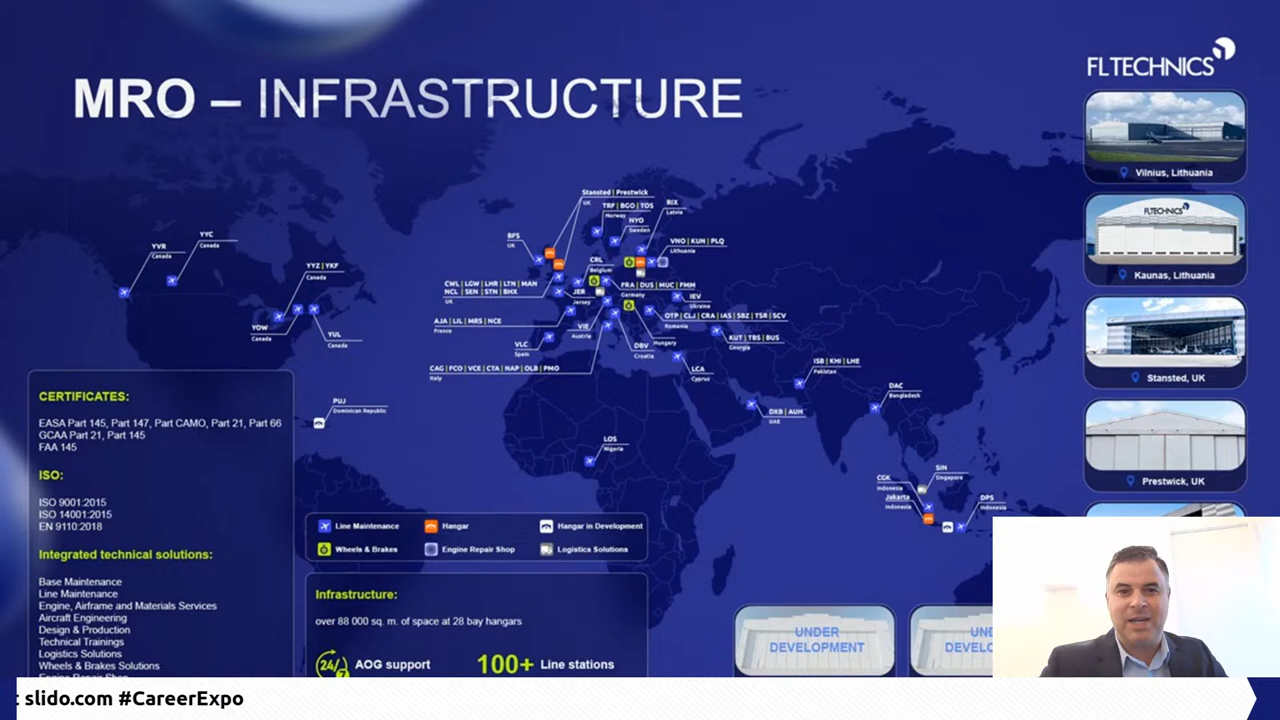 MRO – INFRASTRUCTURE
FL TECHNICS
Vilnius, Lithuania
FL TECHNICS
Kaunas, Lithuania
Stansted, UK
Prestwick, UK
Stansted | Prestwick
UK
TRF | BGO | TOS
Norway
RIX
Latvia
NYO
Sweden
BFS
UK
VNO | KUN | PLQ
Lithuania
YYC
Canada
YVR
Canada
YYZ | YKF
Canada
YOW
Canada
YUL
Canada
CRL
Belgium
CWL | LGW | LHR | LTN | MAN
NCL | SEN | STN | BHX
UK
JER
Jersey
FRA | DUS | MUC | FMM
Germany
IEV
Ukraine
OTP | CLJ | CRA | IAS | SBZ | TSR | SCV
Romania
AJA | LIL | MRS | NCE
France
VIE
Austria
KUT | TBS | BUS
Georgia
VLC
Spain
DBV
Croatia
Hungary
CAG | FCO | VCE | CTA | NAP | OLB | PMO
Italy
LCA
Cyprus
ISB | KHI | LHE
Pakistan
DAC
Bangladesh
DXB | AUH
UAE
PUJ
Dominican Republic
LOS
Nigeria
SIN
Singapore
CGK
Indonesia
Jakarta
Indonesia
DPS
Indonesia
CERTIFICATES:
EASA Part 145, Part 147, Part CAMO, Part 21, Part 66
GCAA Part 21, Part 145
FAA 145
ISO:
ISO 9001:2015
ISO 14001:2015
EN 9110:2018
Integrated technical solutions:
Base Maintenance
Line Maintenance
Engine, Airframe and Materials Services
Aircraft Engineering
Design & Production
Technical Trainings
Logistics Solutions
Wheels & Brakes Solutions
Line Maintenance
Hangar
Hangar in Development
Wheels & Brakes
Engine Repair Shop
Logistics Solutions
Infrastructure:
over 88 000 sq. m. of space at 28 bay hangars
24/7 AOG support
100+ Line stations
UNDER
DEVELOPMENT
slido.com #CareerExpo